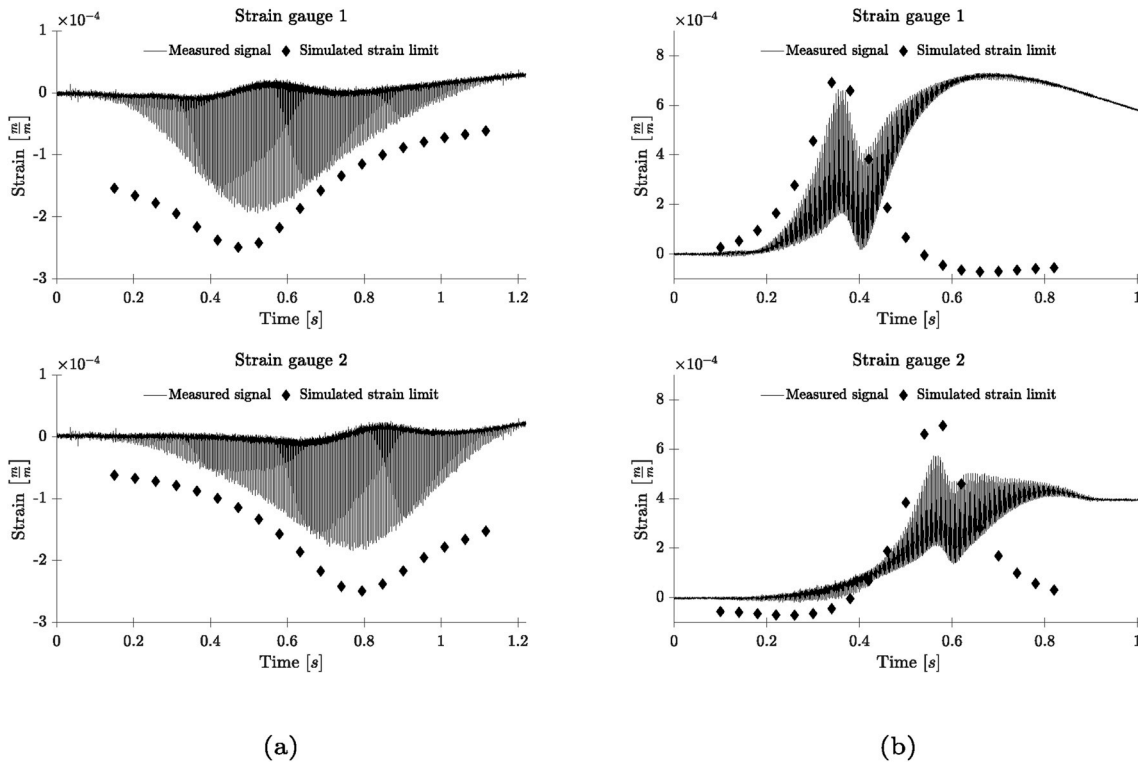 Strain gauge 1
×10⁻⁴
Measured signal ◆ Simulated strain limit
1
0
-1
-2
-3
Strain [m/m]
0 0.2 0.4 0.6 0.8 1 1.2
Time [s]
Strain gauge 1
×10⁻⁴
Measured signal ◆ Simulated strain limit
8
6
4
2
0
Strain [m/m]
0 0.2 0.4 0.6 0.8 1
Time [s]
Strain gauge 2
×10⁻⁴
Measured signal ◆ Simulated strain limit
1
0
-1
-2
-3
Strain [m/m]
0 0.2 0.4 0.6 0.8 1 1.2
Time [s]
Strain gauge 2
×10⁻⁴
Measured signal ◆ Simulated strain limit
8
6
4
2
0
Strain [m/m]
0 0.2 0.4 0.6 0.8 1
Time [s]
(a)
(b)